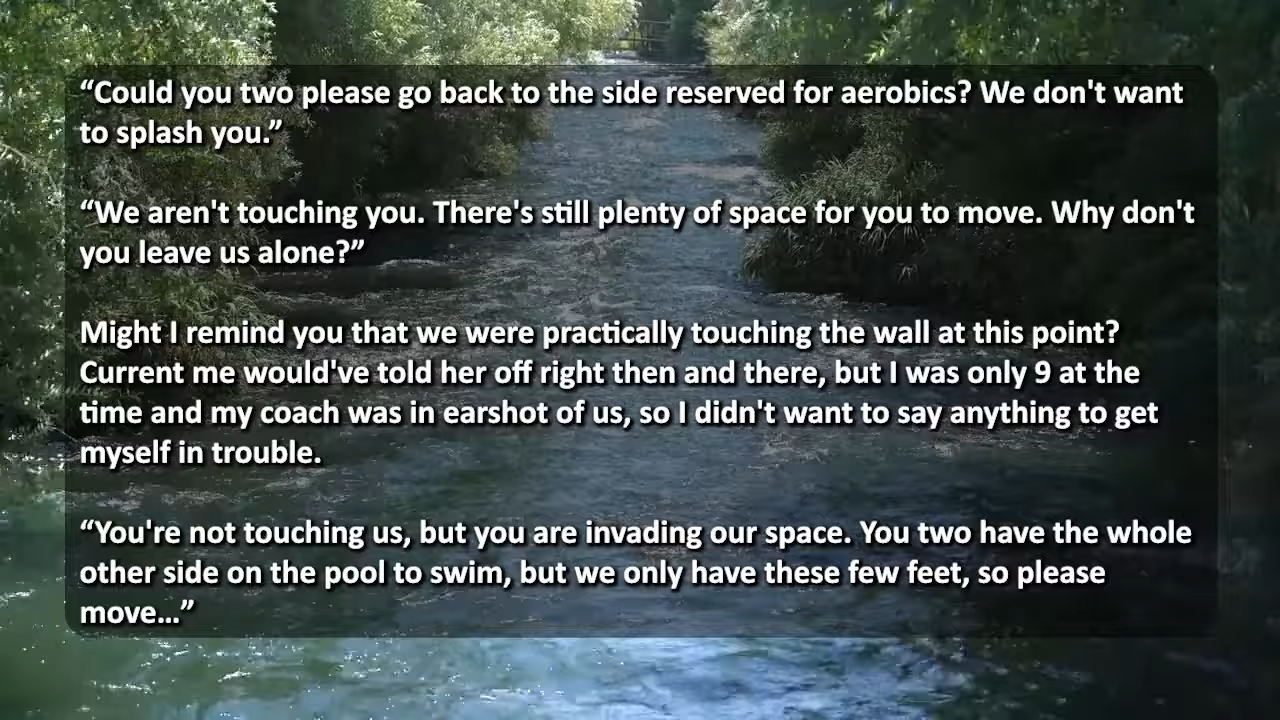 “Could you two please go back to the side reserved for aerobics? We don't want
to splash you.”
“We aren't touching you. There's still plenty of space for you to move. Why don't
you leave us alone?”
Might I remind you that we were practically touching the wall at this point?
Current me would've told her off right then and there, but I was only 9 at the
time and my coach was in earshot of us, so I didn't want to say anything to get
myself in trouble.
“You're not touching us, but you are invading our space. You two have the whole
other side on the pool to swim, but we only have these few feet, so please
move...”